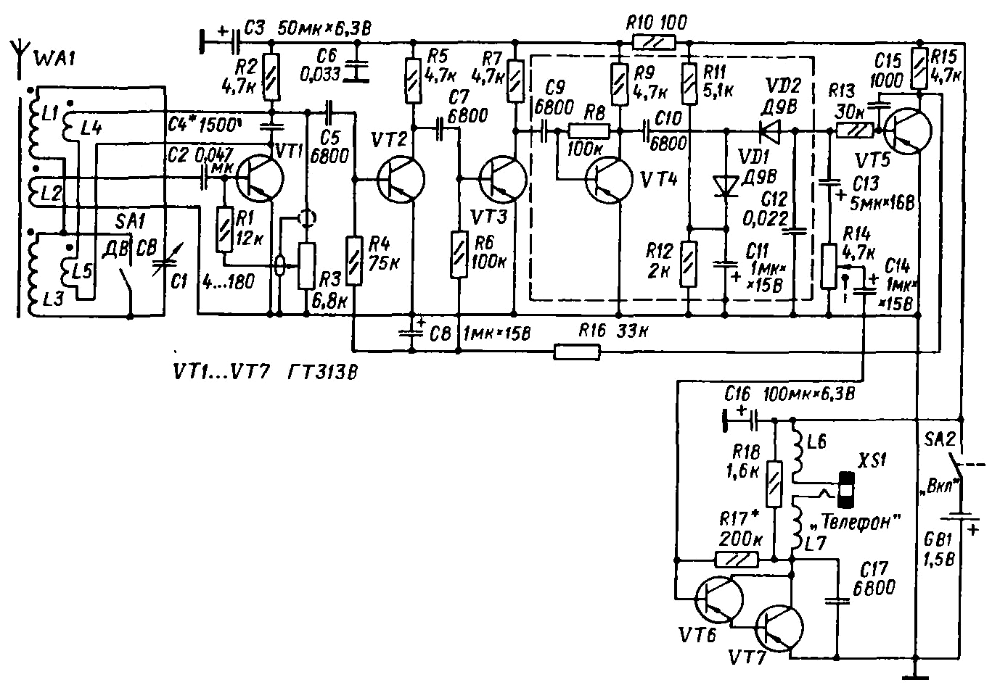 WA1
C3 50мк×6,3В
R2
4,7к
C6
0,033
R5
4,7к
R7
4,7к
R10 100
R9
4,7к
R11
5,1к
VD2
Д9В
C15
1000
R15
4,7к
R13
30к
L1
L4
C4* 1500
C5
6800
C7
6800
C9
6800
R8
100к
C10
6800
C2 0,047
мк
VT1
VT2
VT3
VT4
VD1
Д9В
VT5
L2
SA1
ДВ СВ
R1
12к
C12
0,022
C13
5мк×16В
L5
L3
C1
4...180
R3
6,8к
R4
75к
R6
100к
R12
2к
C11
1мк×
×15В
R14
4,7к
C14
1мк×
×15В
C8 1мк×15В
R16 33к
VT1...VT7 ГТ313В
C16 100мк×6,3В
R18
1,6к
L6
XS1
SA2
„Вкл"
R17*
200к
„Телефон"
L7
GB1
1,5В
C17
6800
VT6
VT7